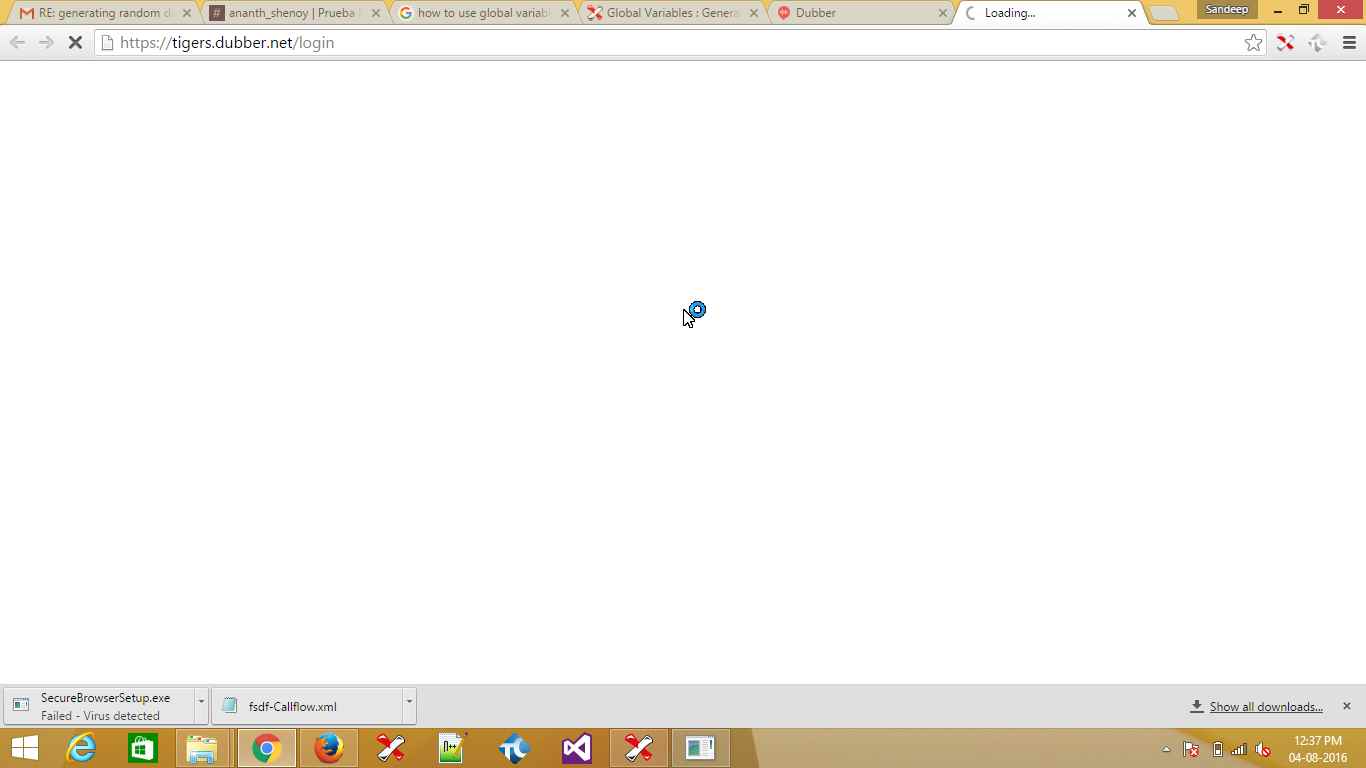 RE: generating random d
ananth_shenoy | Prueba
how to use global variabl
Global Variables : Genera
Dubber
Loading...
Sandeep
https://tigers.dubber.net/login
SecureBrowserSetup.exe
Failed - Virus detected
fsdf-Callflow.xml
Show all downloads...
12:37 PM
04-08-2016